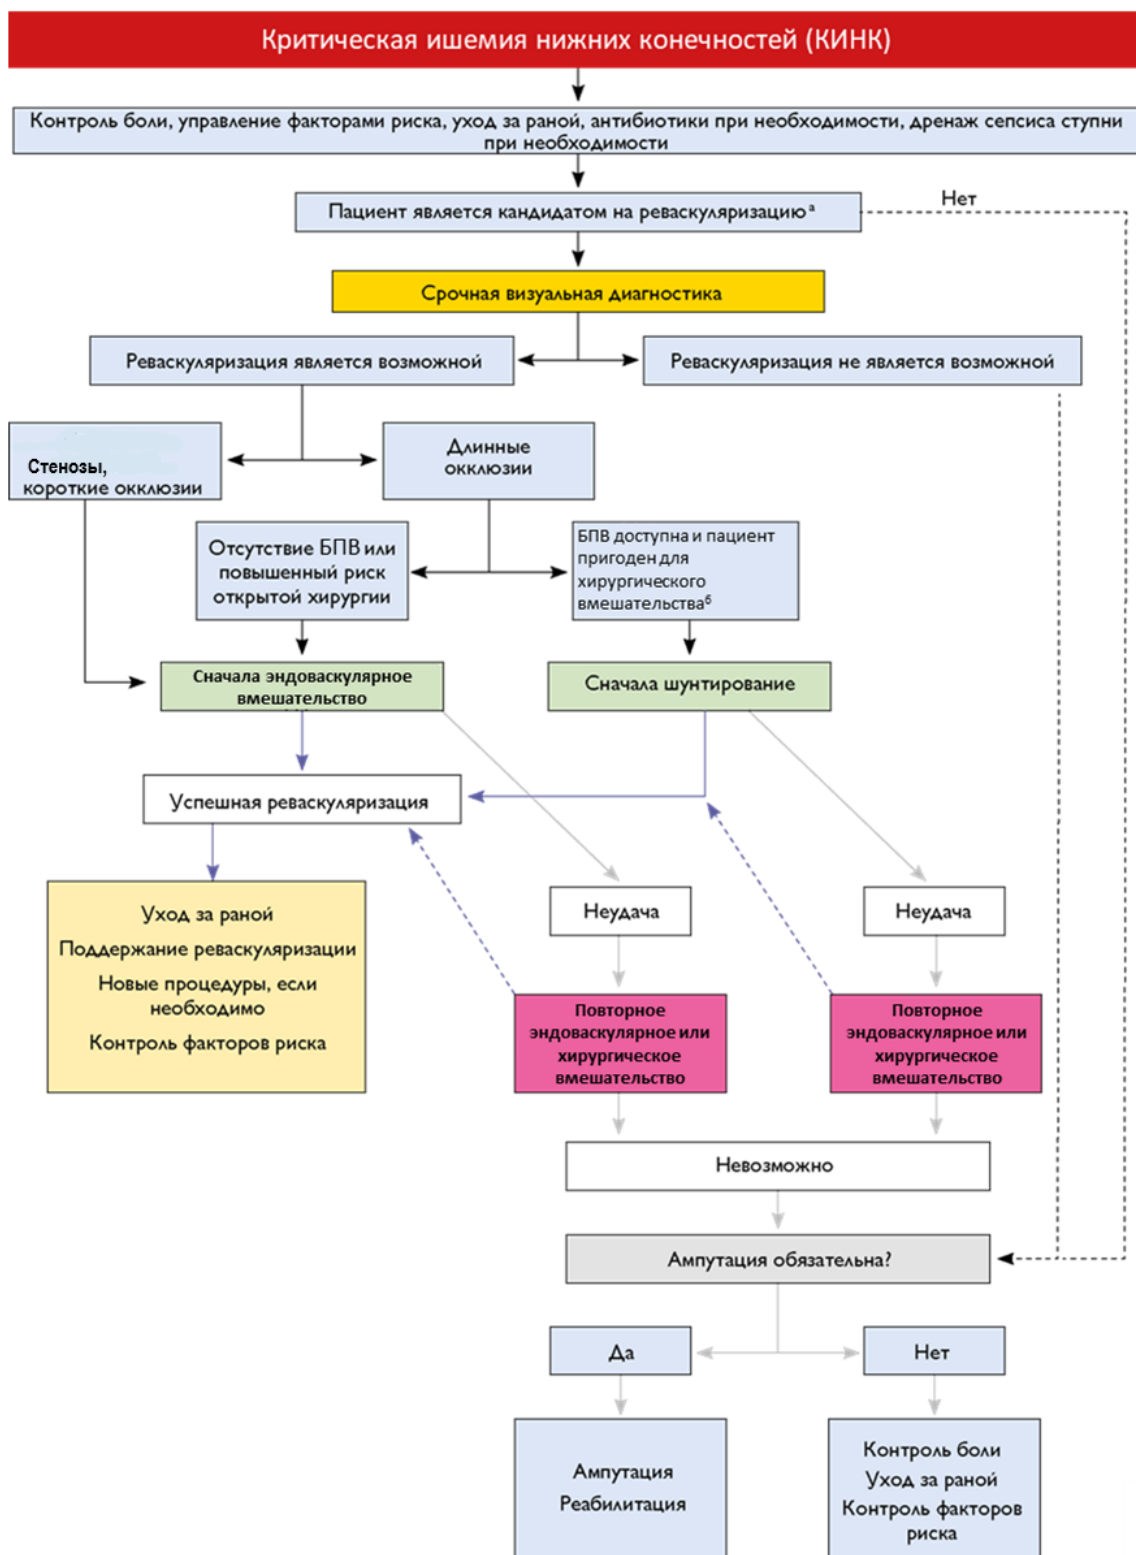 Критическая ишемия нижних конечностей (КИНК)
Контроль боли, управление факторами риска, уход за раной, антибиотики при необходимости, дренаж сепсиса ступни
при необходимости
Пациент является кандидатом на реваскуляризацию ª
Нет
Срочная визуальная диагностика
Реваскуляризация является возможной
Реваскуляризация не является возможной
Стенозы,
короткие окклюзии
Длинные
окклюзии
Отсутствие БПВ или
повышенный риск
открытой хирургии
БПВ доступна и пациент
пригоден для
хирургического
вмешательства⁶
Сначала эндоваскулярное
вмешательство
Сначала шунтирование
Успешная реваскуляризация
Уход за раной
Поддержание реваскуляризации
Новые процедуры, если
необходимо
Контроль факторов риска
Неудача
Неудача
Повторное
эндоваскулярное или
хирургическое
вмешательство
Повторное
эндоваскулярное или
хирургическое
вмешательство
Невозможно
Ампутация обязательна?
Да
Нет
Ампутация
Реабилитация
Контроль боли
Уход за раной
Контроль факторов
риска